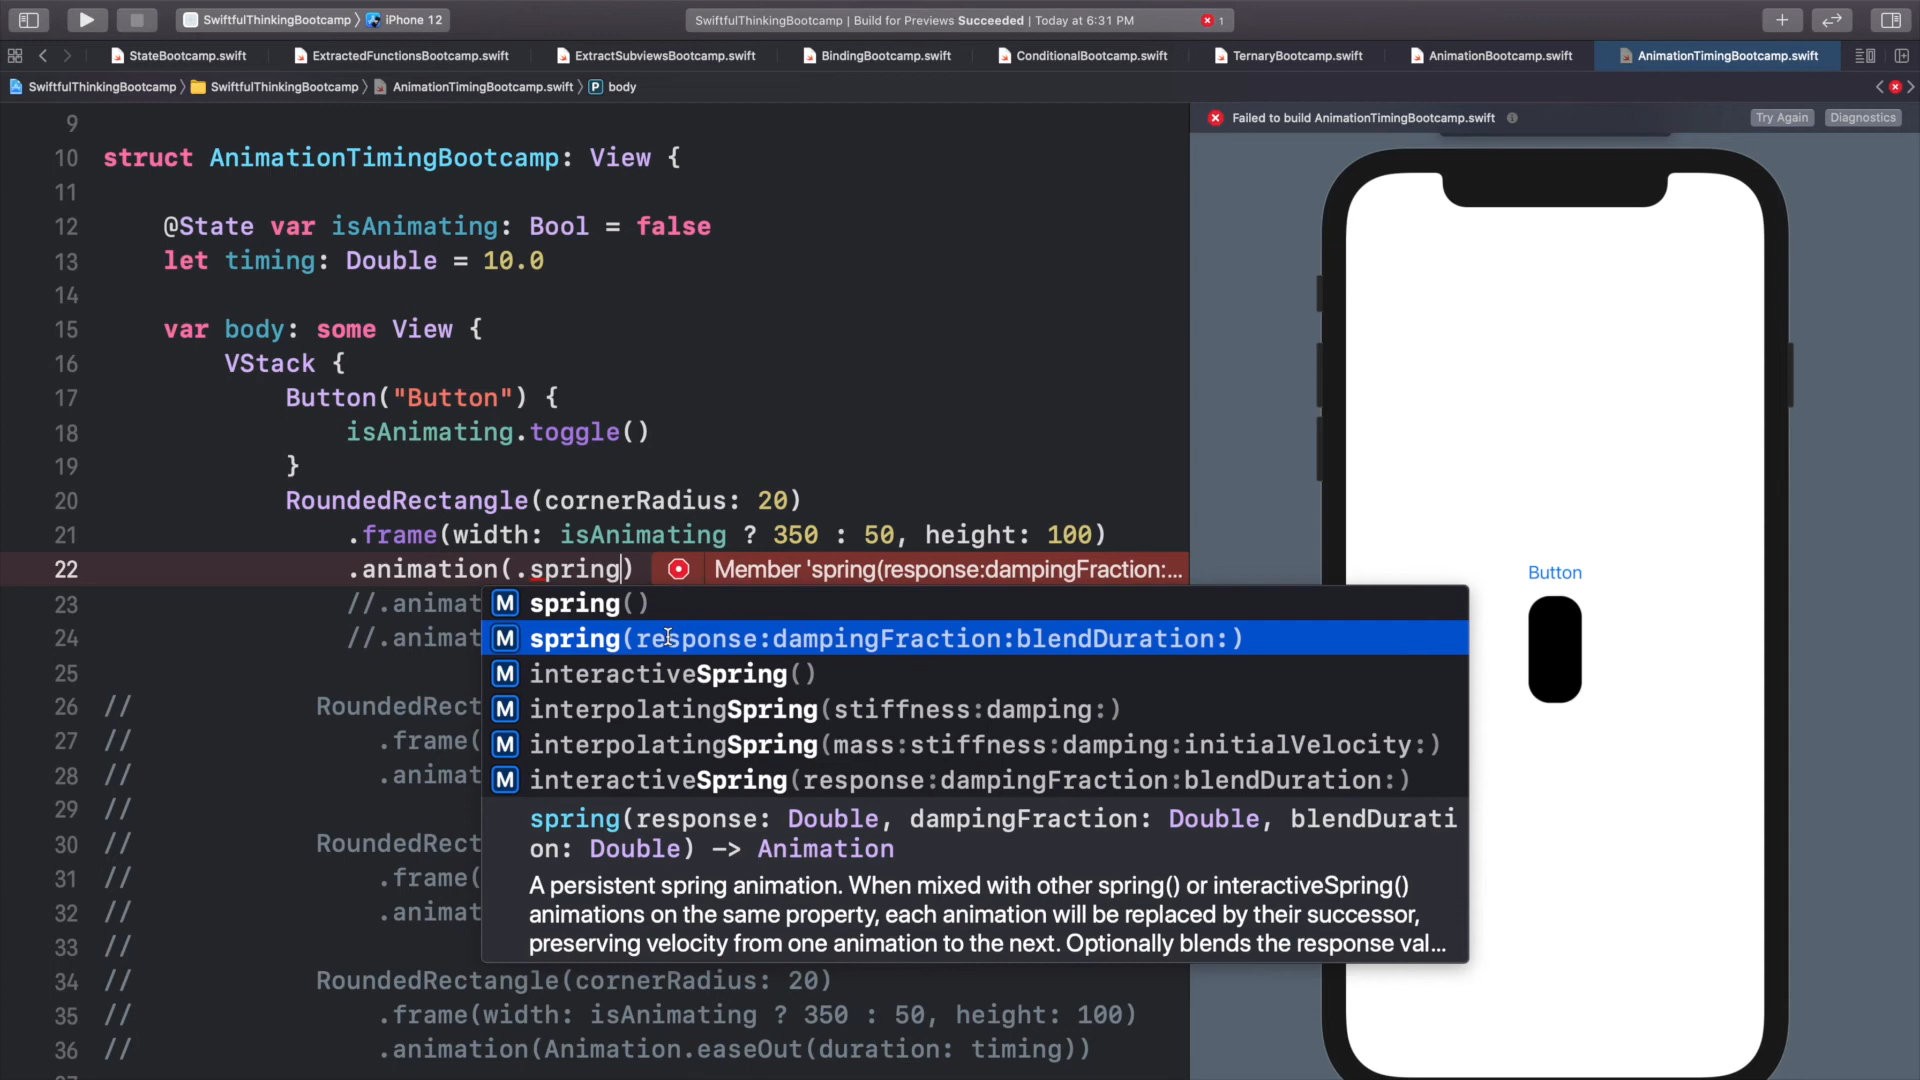 SwiftfulThinkingBootcamp 〉 iPhone 12
SwiftfulThinkingBootcamp | Build for Previews Succeeded | Today at 6:31 PM
1
StateBootcamp.swift
ExtractedFunctionsBootcamp.swift
ExtractSubviewsBootcamp.swift
BindingBootcamp.swift
ConditionalBootcamp.swift
TernaryBootcamp.swift
AnimationBootcamp.swift
AnimationTimingBootcamp.swift
SwiftfulThinkingBootcamp 〉 SwiftfulThinkingBootcamp 〉 AnimationTimingBootcamp.swift 〉 P body
Failed to build AnimationTimingBootcamp.swift
Try Again
Diagnostics
9
10 struct AnimationTimingBootcamp: View {
11
12 @State var isAnimating: Bool = false
13 let timing: Double = 10.0
14
15 var body: some View {
16 VStack {
17 Button("Button") {
18 isAnimating.toggle()
19 }
20 RoundedRectangle(cornerRadius: 20)
21 .frame(width: isAnimating ? 350 : 50, height: 100)
22 .animation(.spring) Member 'spring(response:dampingFraction:...
23 //.animat
24 //.animat
25
26 // RoundedRect
27 // .frame(
28 // .animat
29 //
30 // RoundedRect
31 // .frame(
32 // .animat
33 //
34 // RoundedRectangle(cornerRadius: 20)
35 // .frame(width: isAnimating ? 350 : 50, height: 100)
36 // .animation(Animation.easeOut(duration: timing))
M spring()
M spring(response:dampingFraction:blendDuration:)
M interactiveSpring()
M interpolatingSpring(stiffness:damping:)
M interpolatingSpring(mass:stiffness:damping:initialVelocity:)
M interactiveSpring(response:dampingFraction:blendDuration:)
spring(response: Double, dampingFraction: Double, blendDurati
on: Double) -> Animation
A persistent spring animation. When mixed with other spring() or interactiveSpring()
animations on the same property, each animation will be replaced by their successor,
preserving velocity from one animation to the next. Optionally blends the response val...
Button